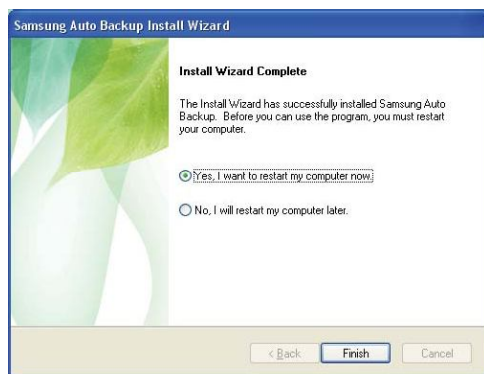 Samsung Auto Backup Install Wizard
Install Wizard Complete
The Install Wizard has successfully installed Samsung Auto
Backup. Before you can use the program, you must restart
your computer.
Yes, I want to restart my computer now.
No, I will restart my computer later.
< Back Finish Cancel